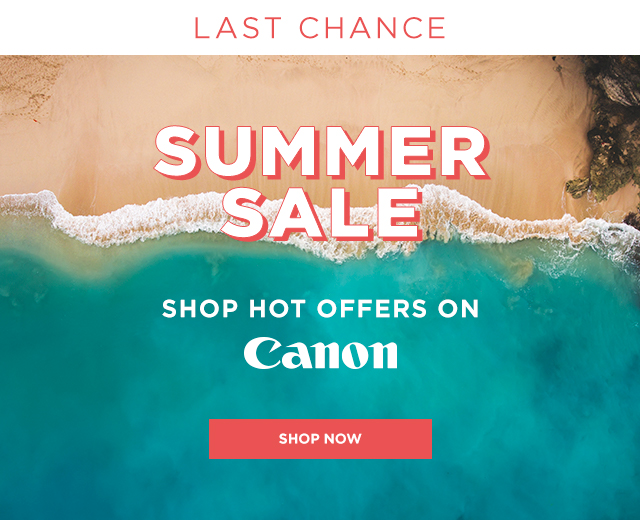 LAST CHANCE
SUMMER
SALE
SHOP HOT OFFERS ON
Canon
SHOP NOW